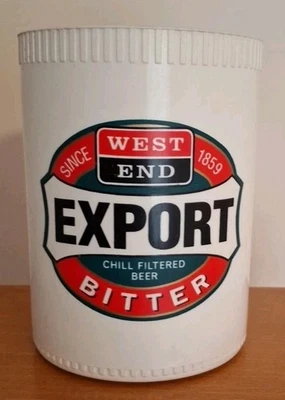 WEST
END
SINCE 1859
EXPORT
CHILL FILTERED
BEER
BITTER